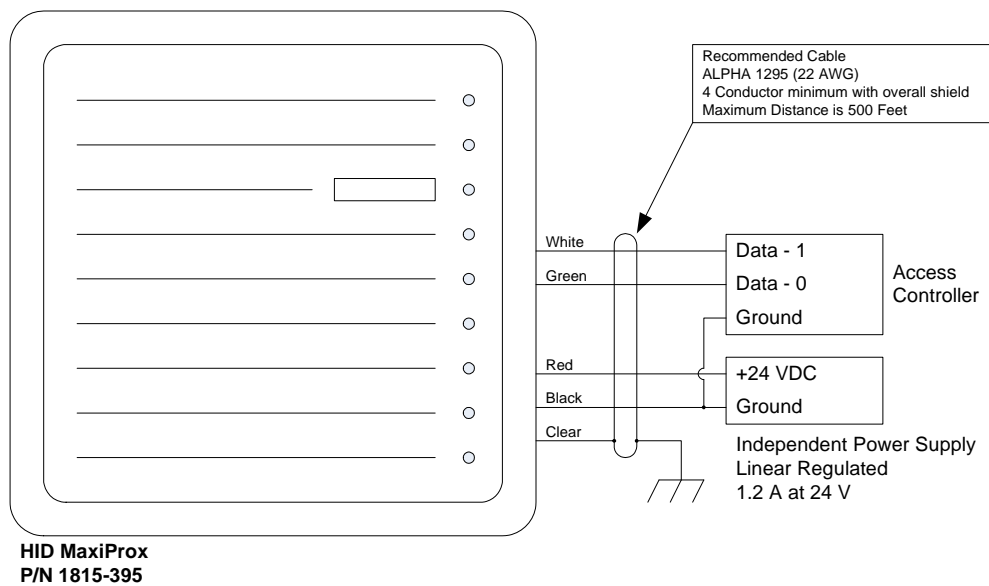 Recommended Cable
ALPHA 1295 (22 AWG)
4 Conductor minimum with overall shield
Maximum Distance is 500 Feet
White
Green
Red
Black
Clear
Data - 1
Data - 0
Ground
Access
Controller
+24 VDC
Ground
Independent Power Supply
Linear Regulated
1.2 A at 24 V
HID MaxiProx
P/N 1815-395